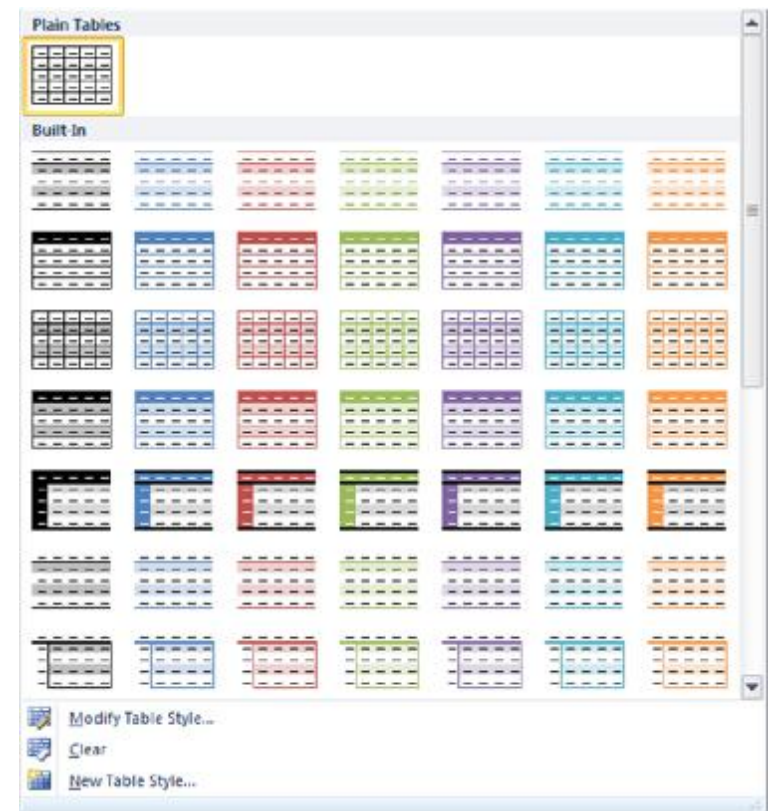 Plain Tables
Built-In
Modify Table Style...
Clear
New Table Style...